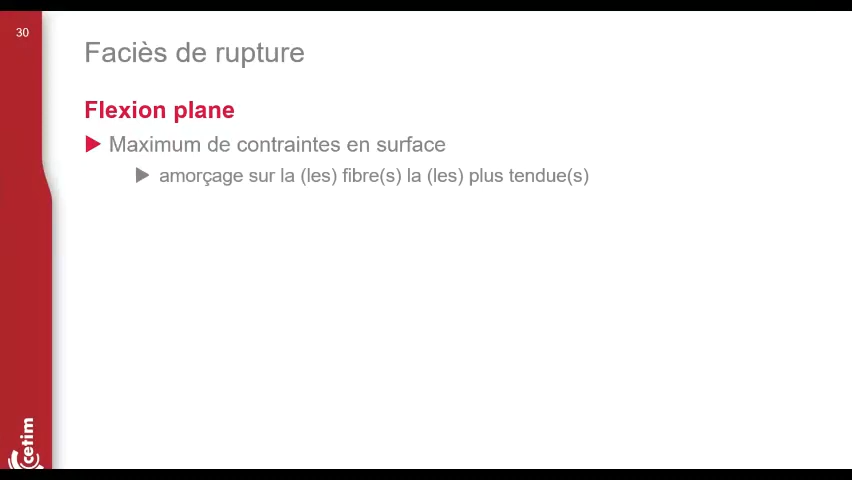 30
Faciès de rupture
Flexion plane
Maximum de contraintes en surface
amorçage sur la (les) fibre(s) la (les) plus tendue(s)
cetim